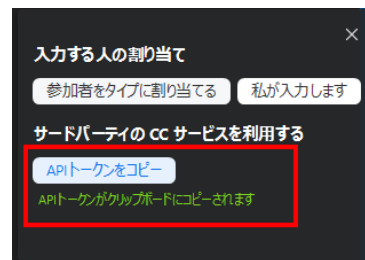 入力する人の割り当て
参加者をタイプに割り当てる 私が入力します
サードパーティの CC サービスを利用する
APIトークンをコピー
APIトークンがクリップボードにコピーされます